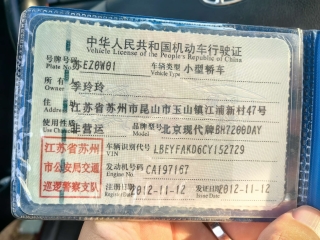 中华人民共和国机动车行驶证
Vehicle License of the People's Republic of China
号牌号码 苏EZ0W01 车辆类型 小型轿车
Plate No. Vehicle Type
所有人 李玲玲
Owner
住址 江苏省苏州市昆山市玉山镇江浦新村47号
Address
使用性质 非营运 品牌型号 北京现代牌BH7200DAY
Use Character Model
江苏省苏州 车辆识别代号 LBEYFAKD6CY152729
VIN
市公安局交通 发动机号码 CA197167
Engine No.
巡逻警察支队 注册日期 2012-11-12 发证日期 2012-11-12
Register Date Issue Date